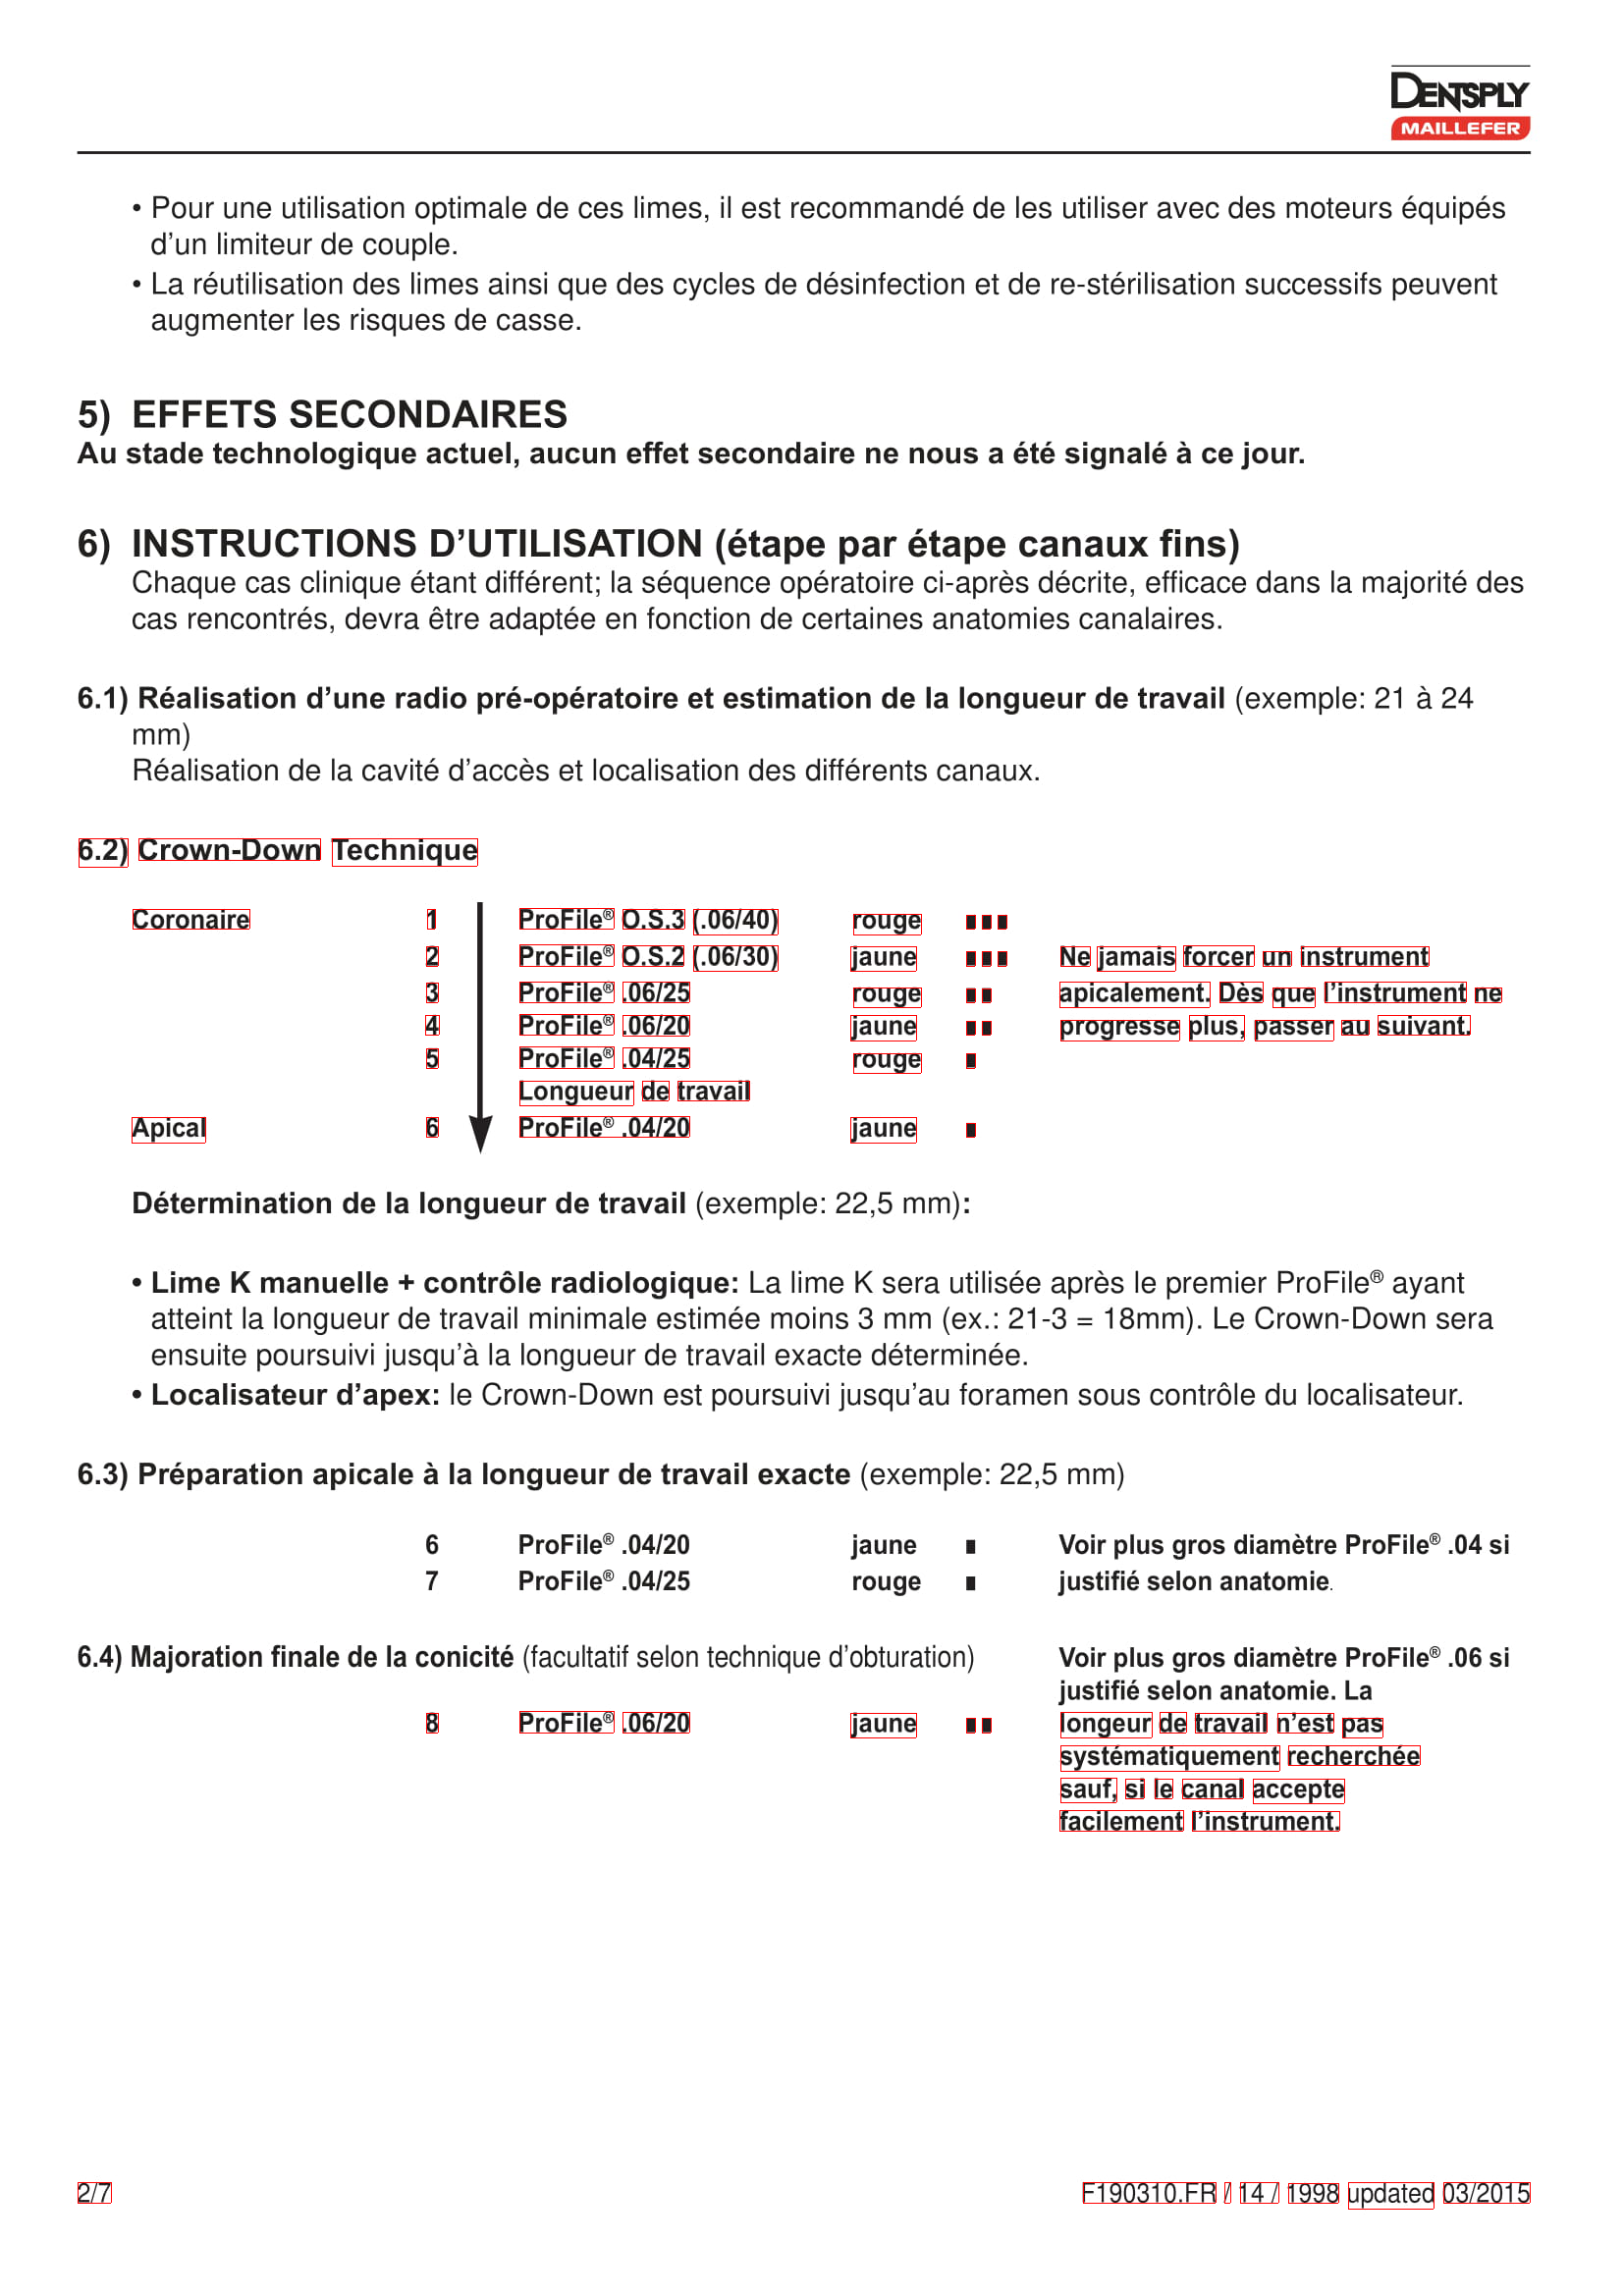 DENTSPLY
MAILLEFER
• Pour une utilisation optimale de ces limes, il est recommandé de les utiliser avec des moteurs équipés
d’un limiteur de couple.
• La réutilisation des limes ainsi que des cycles de désinfection et de re-stérilisation successifs peuvent
augmenter les risques de casse.
5) EFFETS SECONDAIRES
Au stade technologique actuel, aucun effet secondaire ne nous a été signalé à ce jour.
6) INSTRUCTIONS D’UTILISATION (étape par étape canaux fins)
Chaque cas clinique étant différent; la séquence opératoire ci-après décrite, efficace dans la majorité des
cas rencontrés, devra être adaptée en fonction de certaines anatomies canalaires.
6.1) Réalisation d’une radio pré-opératoire et estimation de la longueur de travail (exemple: 21 à 24
mm)
Réalisation de la cavité d’accès et localisation des différents canaux.
6.2) Crown-Down Technique
Coronaire 1 ProFile® O.S.3 (.06/40) rouge ■ ■ ■
2 ProFile® O.S.2 (.06/30) jaune ■ ■ ■ Ne jamais forcer un instrument
3 ProFile® .06/25 rouge ■ ■ apicalement. Dès que l’instrument ne
4 ProFile® .06/20 jaune ■ ■ progresse plus, passer au suivant.
5 ProFile® .04/25 rouge ■
Longueur de travail
Apical 6 ProFile® .04/20 jaune ■
Détermination de la longueur de travail (exemple: 22,5 mm):
• Lime K manuelle + contrôle radiologique: La lime K sera utilisée après le premier ProFile® ayant
atteint la longueur de travail minimale estimée moins 3 mm (ex.: 21-3 = 18mm). Le Crown-Down sera
ensuite poursuivi jusqu’à la longueur de travail exacte déterminée.
• Localisateur d’apex: le Crown-Down est poursuivi jusqu’au foramen sous contrôle du localisateur.
6.3) Préparation apicale à la longueur de travail exacte (exemple: 22,5 mm)
6 ProFile® .04/20 jaune ■ Voir plus gros diamètre ProFile® .04 si
7 ProFile® .04/25 rouge ■ justifié selon anatomie.
6.4) Majoration finale de la conicité (facultatif selon technique d’obturation) Voir plus gros diamètre ProFile® .06 si
justifié selon anatomie. La
8 ProFile® .06/20 jaune ■ ■ longeur de travail n’est pas
systématiquement recherchée
sauf, si le canal accepte
facilement l’instrument.
2/7 F190310.FR / 14 / 1998 updated 03/2015